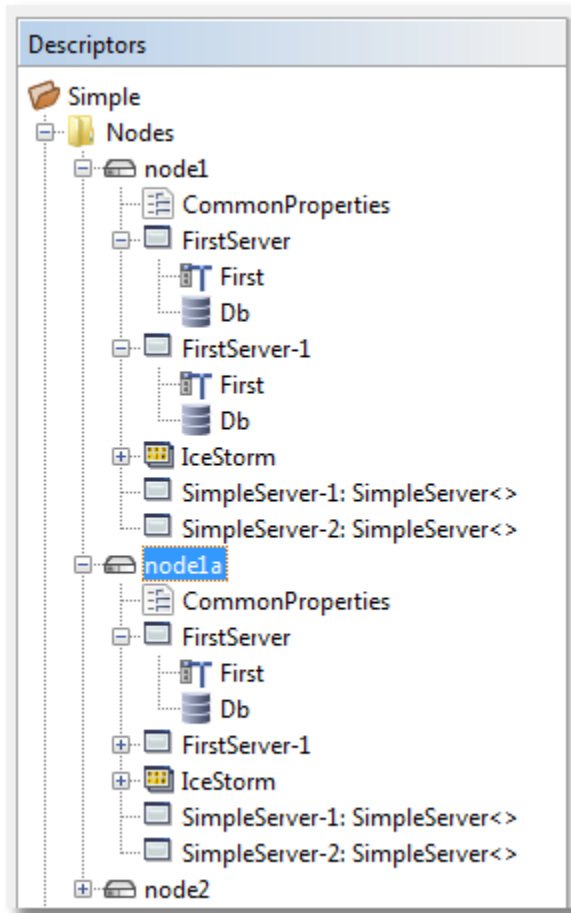 Descriptors
Simple
Nodes
node1
CommonProperties
FirstServer
First
Db
FirstServer-1
First
Db
IceStorm
SimpleServer-1: SimpleServer<>
SimpleServer-2: SimpleServer<>
node1a
CommonProperties
FirstServer
First
Db
FirstServer-1
IceStorm
SimpleServer-1: SimpleServer<>
SimpleServer-2: SimpleServer<>
node2